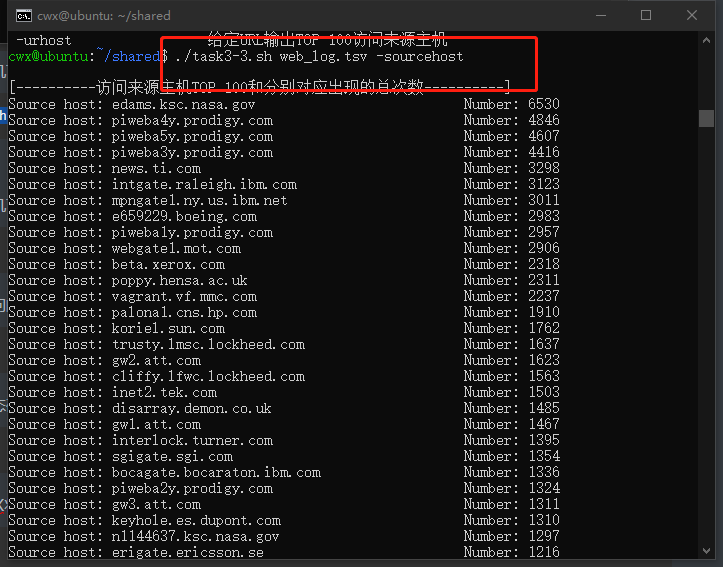 cwx@ubuntu: ~/shared
-urhost 给定URL输出TOP 100访问来源主机
cwx@ubuntu:~/shared$ ./task3-3.sh web_log.tsv -sourcehost
[----------访问来源主机TOP 100和分别对应出现的总次数----------]
Source host: edams.ksc.nasa.gov Number: 6530
Source host: piweba4y.prodigy.com Number: 4846
Source host: piweba5y.prodigy.com Number: 4607
Source host: piweba3y.prodigy.com Number: 4416
Source host: news.ti.com Number: 3298
Source host: intgate.raleigh.ibm.com Number: 3123
Source host: mpngate1.ny.us.ibm.net Number: 3011
Source host: e659229.boeing.com Number: 2983
Source host: piweba1y.prodigy.com Number: 2957
Source host: webgate1.mot.com Number: 2906
Source host: beta.xerox.com Number: 2318
Source host: poppy.hensa.ac.uk Number: 2311
Source host: vagrant.vf.mmc.com Number: 2237
Source host: palona1.cns.hp.com Number: 1910
Source host: koriel.sun.com Number: 1762
Source host: trusty.lmsc.lockheed.com Number: 1637
Source host: gw2.att.com Number: 1623
Source host: cliffy.lfwc.lockheed.com Number: 1563
Source host: inet2.tek.com Number: 1503
Source host: disarray.demon.co.uk Number: 1485
Source host: gw1.att.com Number: 1467
Source host: interlock.turner.com Number: 1395
Source host: sgigate.sgi.com Number: 1354
Source host: bocagate.bocaraton.ibm.com Number: 1336
Source host: piweba2y.prodigy.com Number: 1324
Source host: gw3.att.com Number: 1311
Source host: keyhole.es.dupont.com Number: 1310
Source host: n1144637.ksc.nasa.gov Number: 1297
Source host: erigate.ericsson.se Number: 1216